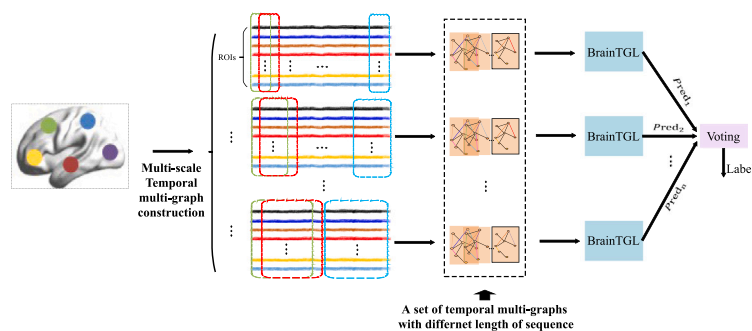 ROIs
BrainTGL
Pred1
Multi-scale
Temporal
multi-graph
construction
BrainTGL
Pred2
Voting
Labe
Predn
BrainTGL
A set of temporal multi-graphs
with differnet length of sequence